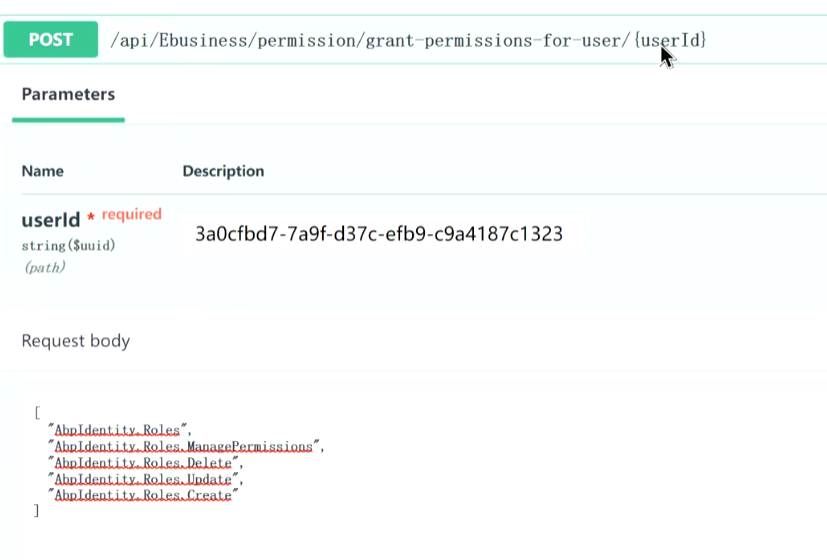 POST /api/Ebusiness/permission/grant-permissions-for-user/{userId}
Parameters
Name Description
userId * required
string($uuid)
(path)
3a0cfbd7-7a9f-d37c-efb9-c9a4187c1323
Request body
[
"AbpIdentity.Roles",
"AbpIdentity.Roles.ManagePermissions",
"AbpIdentity.Roles.Delete",
"AbpIdentity.Roles.Update",
"AbpIdentity.Roles.Create"
]